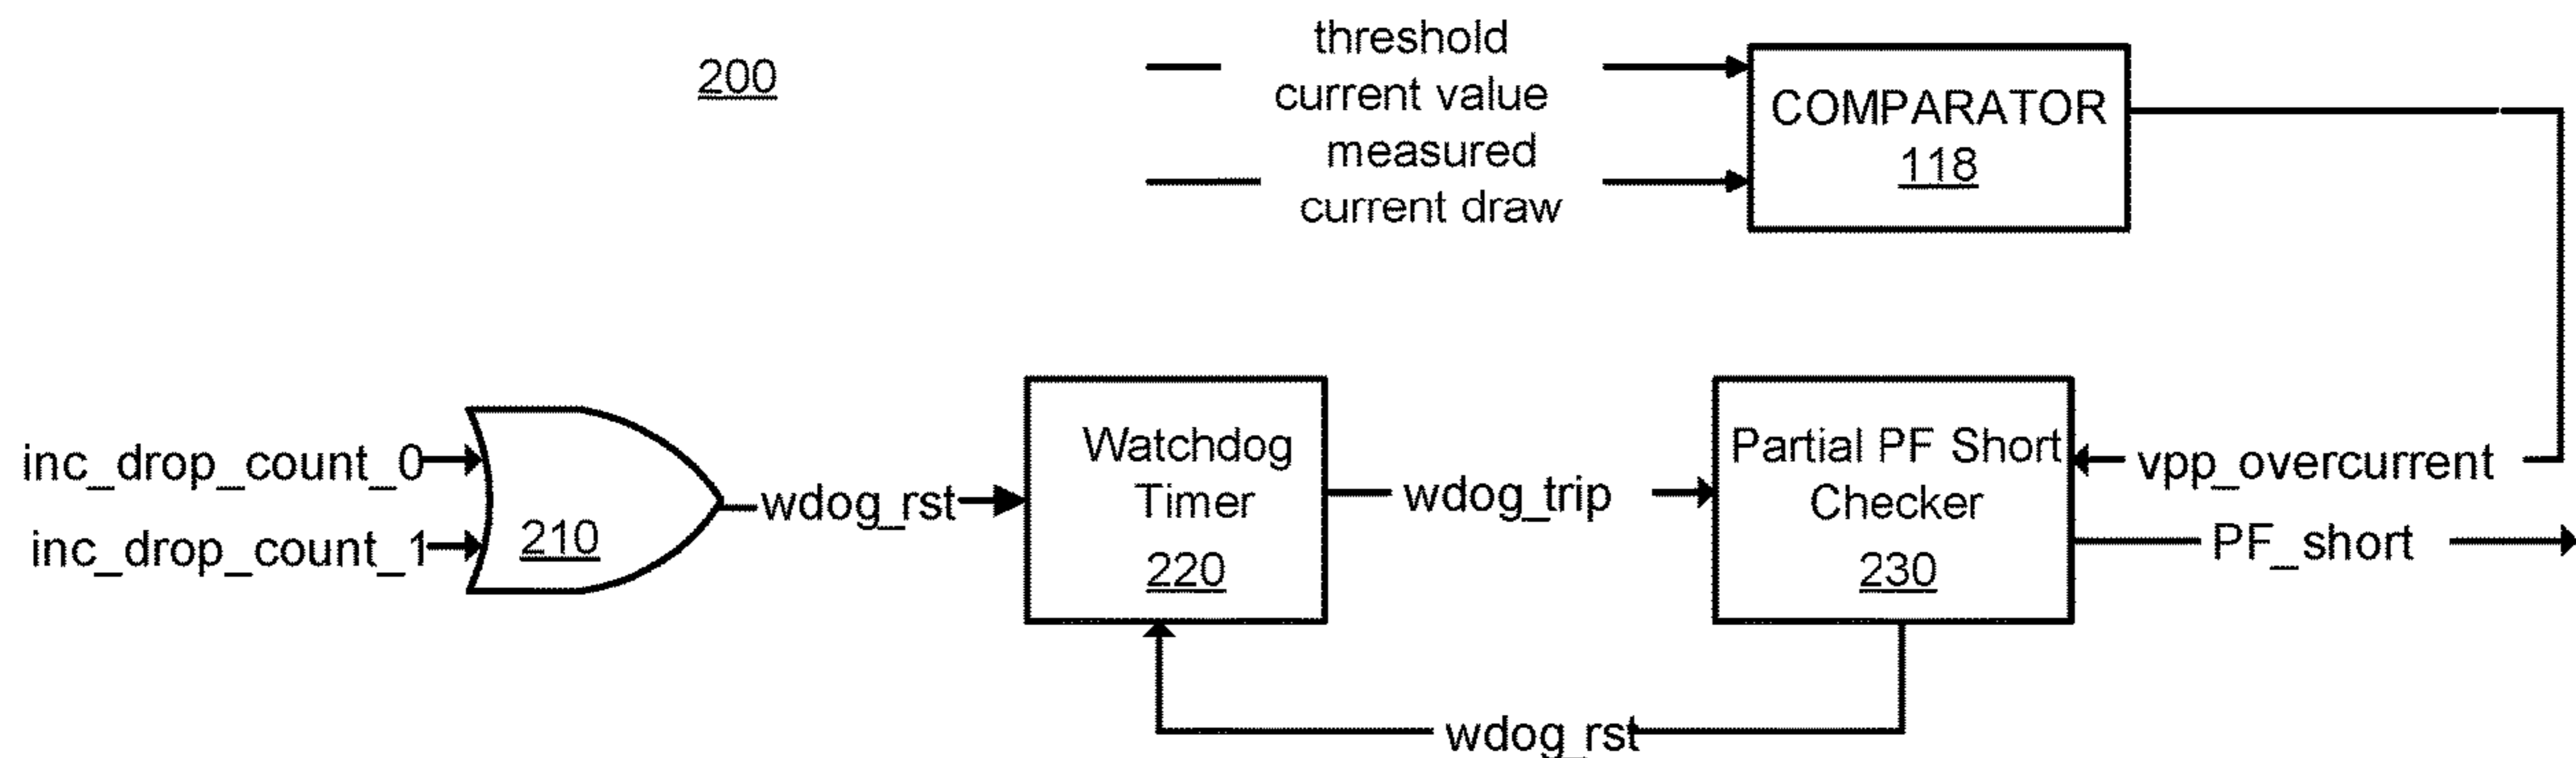 200
threshold
current value
measured
current draw
COMPARATOR
118
inc_drop_count_0
inc_drop_count_1
210
wdog_rst
Watchdog
Timer
220
wdog_trip
Partial PF Short
Checker
230
vpp_overcurrent
PF_short
wdog_rst